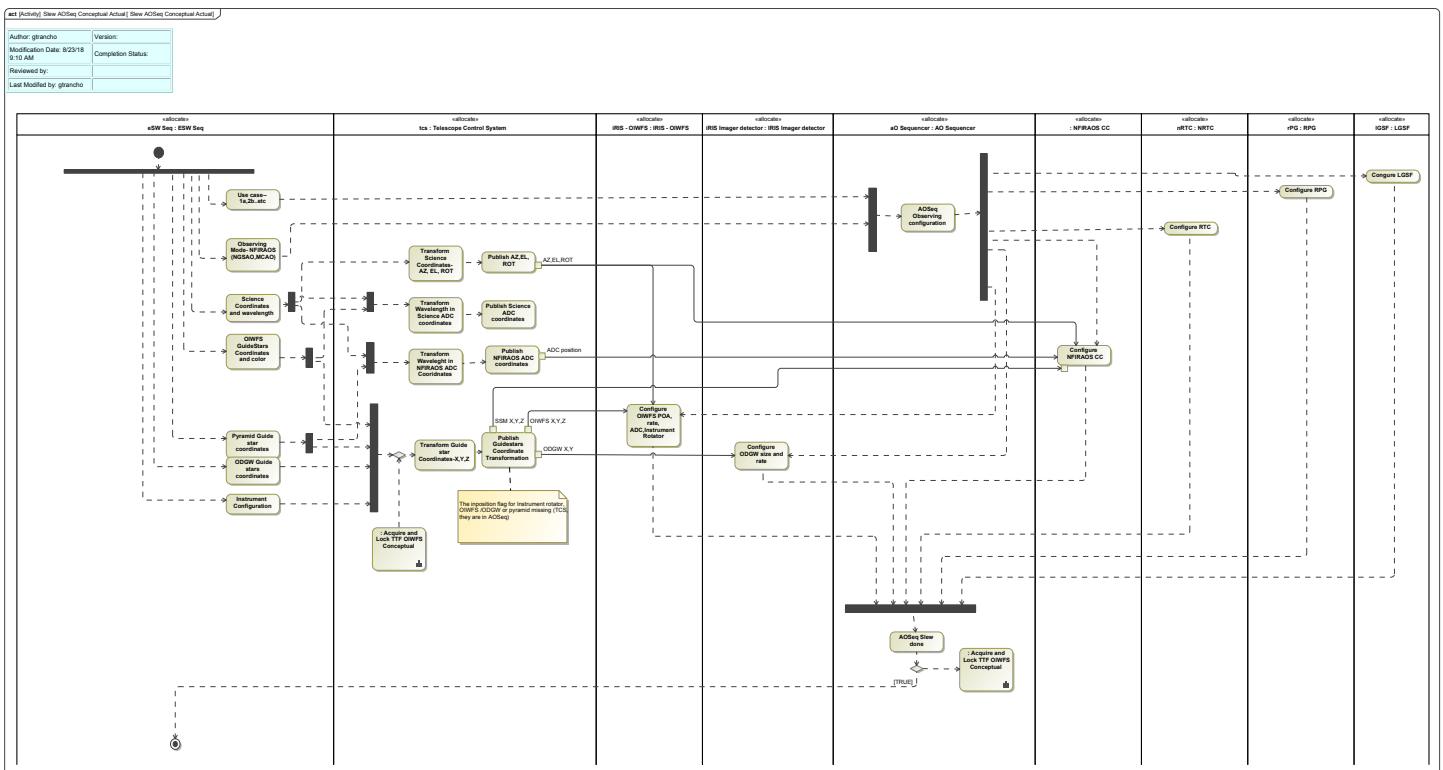 act [Activity] Slew AOSeq Conceptual Actual[ Slew AOSeq Conceptual Actual]
Author: gtrancho
Version:
Modification Date: 8/23/18
9:10 AM
Completion Status:
Reviewed by:
Last Modifed by: gtrancho
«allocate»
eSW Seq : ESW Seq
«allocate»
tcs : Telescope Control System
«allocate»
iRIS - OIWFS : IRIS - OIWFS
«allocate»
iRIS Imager detector : IRIS Imager detector
«allocate»
aO Sequencer : AO Sequencer
«allocate»
: NFIRAOS CC
«allocate»
nRTC : NRTC
«allocate»
rPG : RPG
«allocate»
lGSF : LGSF
Use case--
1a,2b..etc
Observing
Mode- NFIRAOS
(NGSAO,MCAO)
Science
Coordinates
and wavelength
OIWFS
GuideStars
Coordinates
and color
Pyramid Guide
star
coordinates
ODGW Guide
stars
coordinates
Instrument
Configuration
Transform
Science
Coordinates-
AZ, EL, ROT
Publish AZ,EL,
ROT
AZ,EL,ROT
Transform
Wavelength in
Science ADC
coordinates
Publish Science
ADC
coordinates
Transform
Waveleght in
NFIRAOS ADC
Coordnates
Publish
NFIRAOS ADC
coordinates
ADC position
SSM X,Y,Z
OIWFS X,Y,Z
Transform Guide
star
Coordinates-X,Y,Z
Publish
Guidestars
Coordinate
Transformation
ODGW X,Y
The inposition flag for Instrument rotator,
OIWFS /ODGW or pyramid missing (TCS,
they are in AOSeq)
: Acquire and
Lock TTF OIWFS
Conceptual
Configure
OIWFS POA,
rate,
ADC,Instrument
Rotator
Configure
ODGW size and
rate
AOSeq
Observing
configuration
Congure LGSF
Configure RPG
Configure RTC
Configure
NFIRAOS CC
AOSeq Slew
done
: Acquire and
Lock TTF OIWFS
Conceptual
[TRUE]